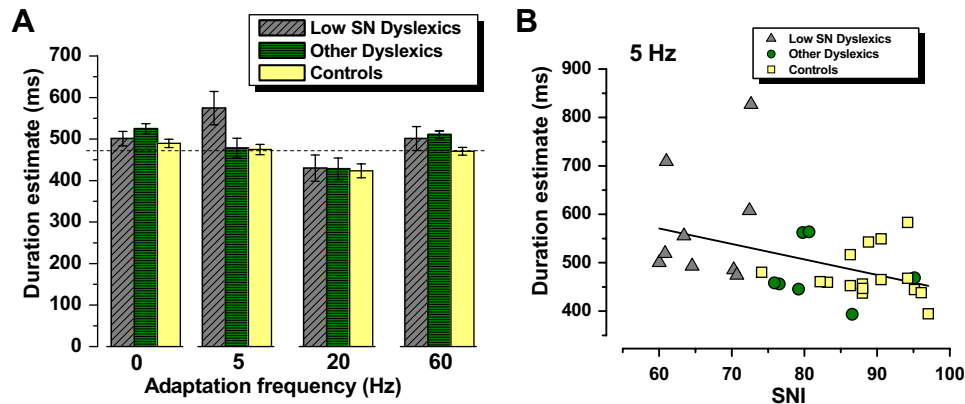 A
Low SN Dyslexics
Other Dyslexics
Controls
Duration estimate (ms)
700
600
500
400
300
200
100
0
0 5 20 60
Adaptation frequency (Hz)
B
5 Hz
Low SN Dyslexics
Other Dyslexics
Controls
Duration estimate (ms)
900
800
700
600
500
400
60 70 80 90 100
SNI